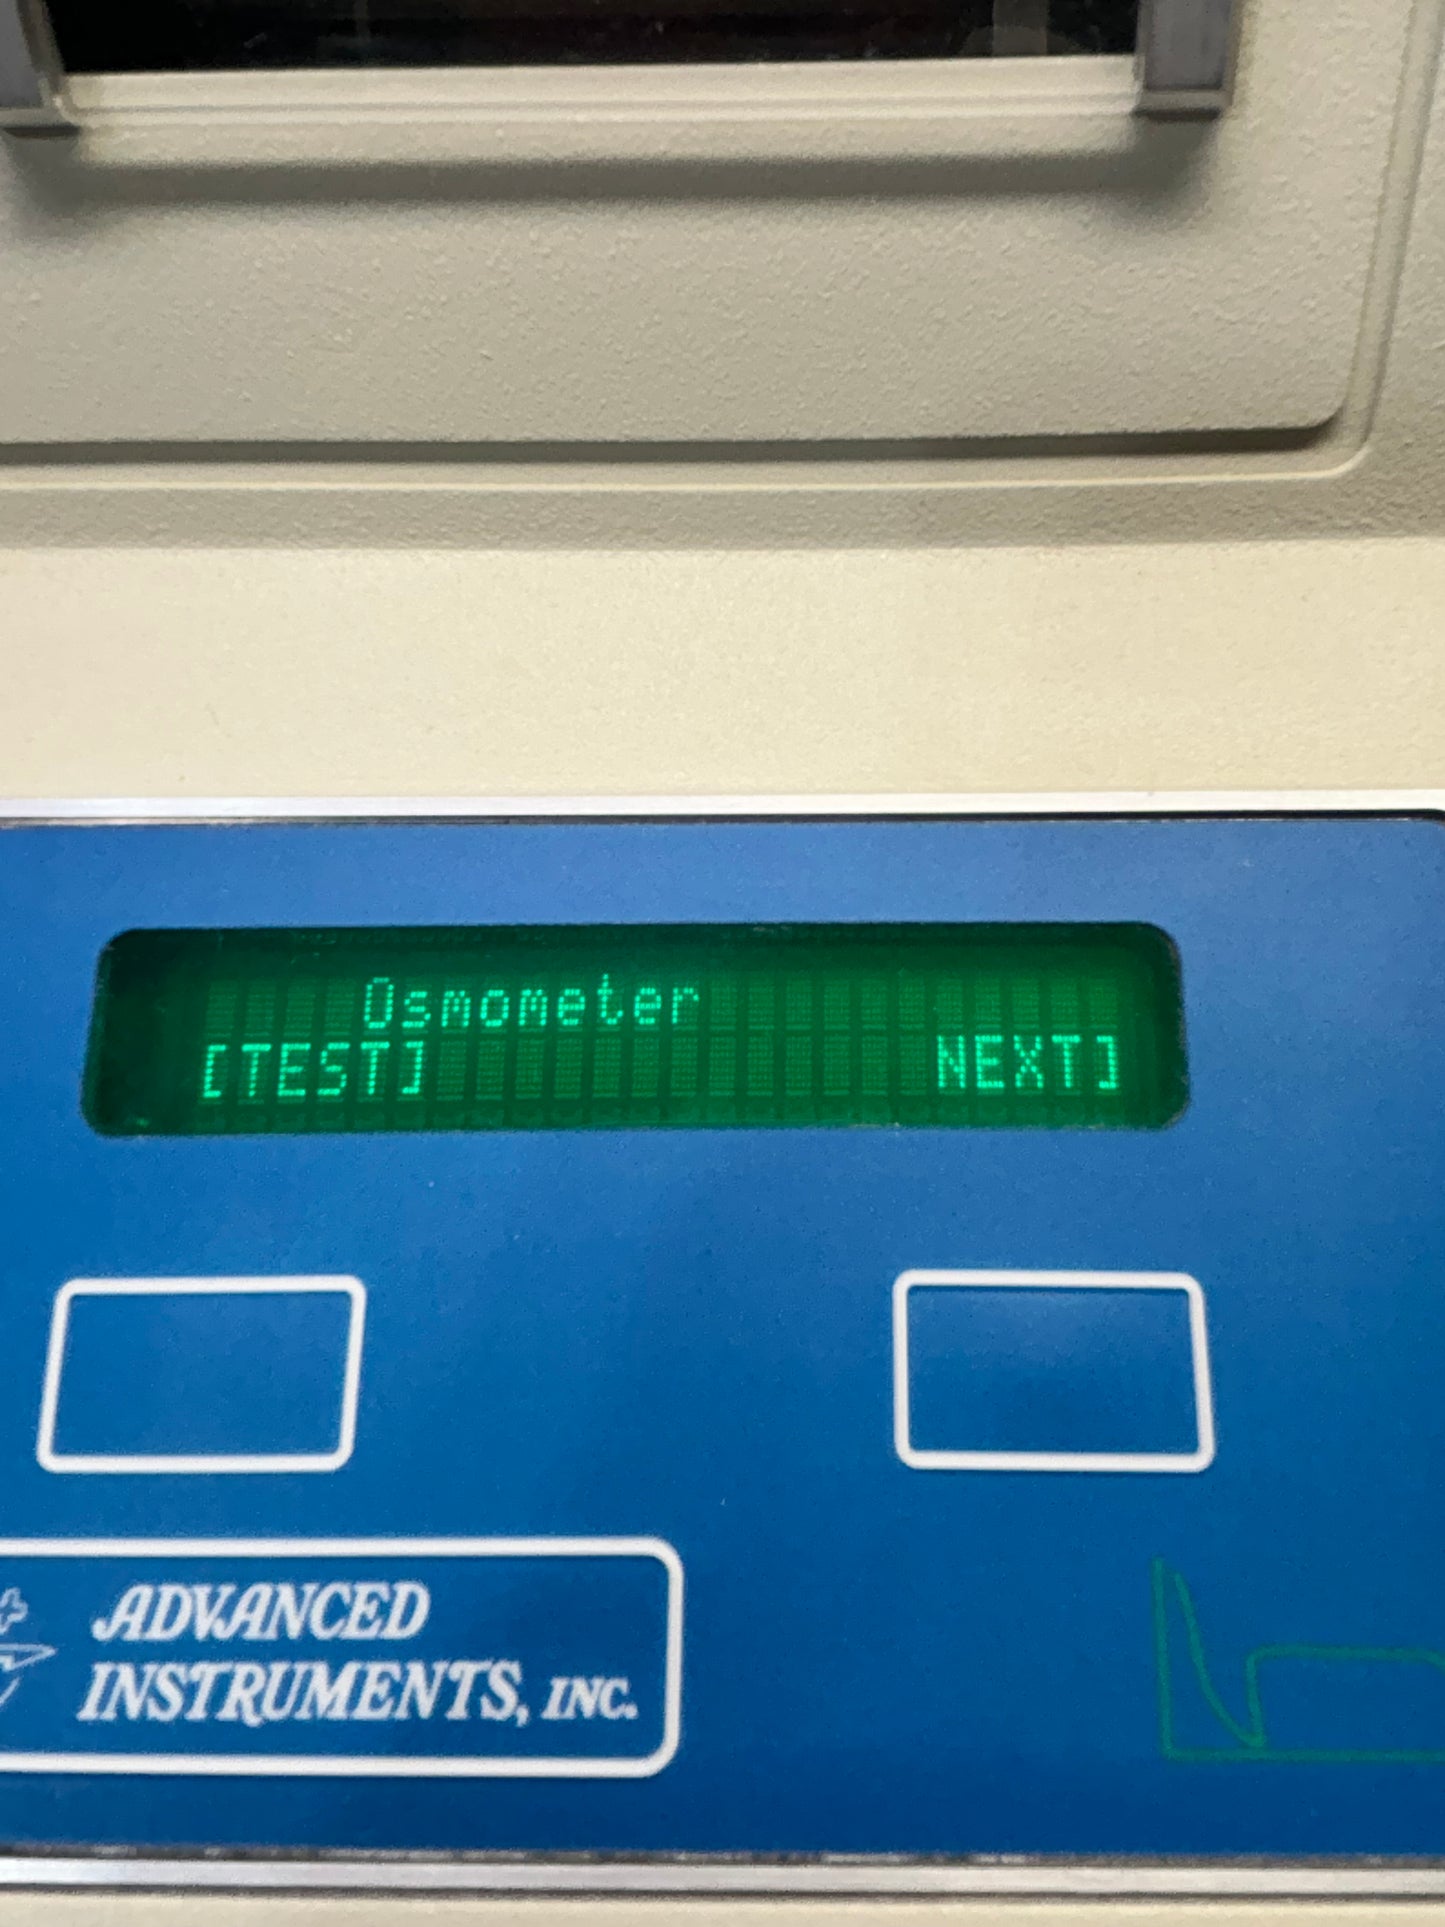 Osmometer
[TEST] NEXT]
ADVANCED
INSTRUMENTS, INC.